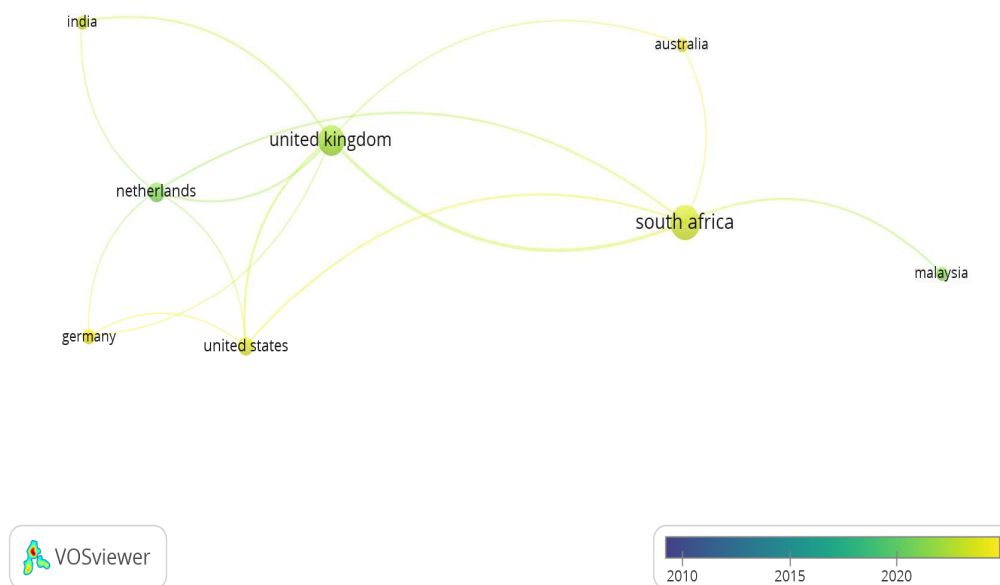 india
australia
united kingdom
netherlands
south africa
malaysia
germany
united states
VOSviewer
2010 2015 2020